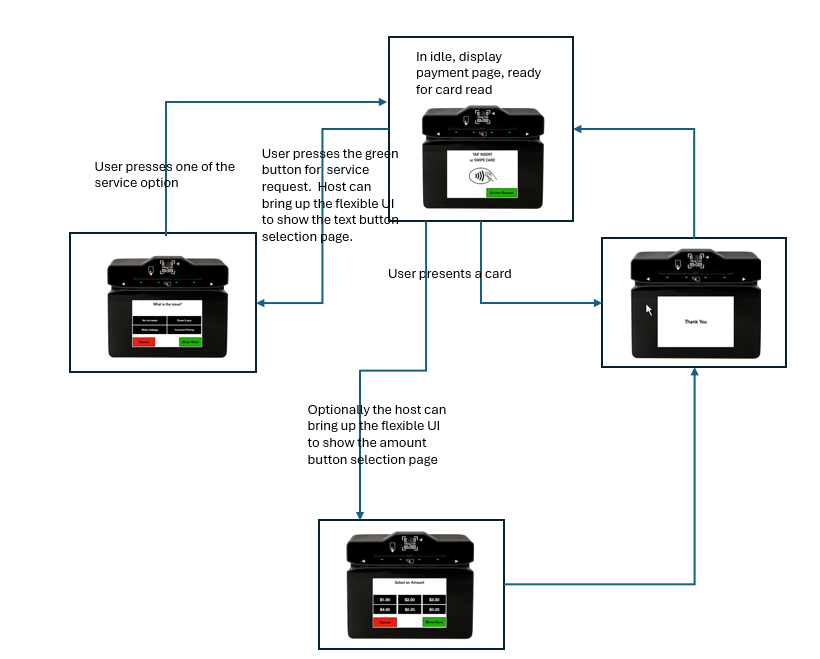 In idle, display
payment page, ready
for card read
TAP, INSERT
or SWIPE CARD
Service Request
User presses one of the
service option
User presses the green
button for service
request. Host can
bring up the flexible UI
to show the text button
selection page.
User presents a card
What is the issue?
No hot water
Doesn't spin
Water leakage
Incorrect Pricing
Cancel
Show More
Thank You
Optionally the host can
bring up the flexible UI
to show the amount
button selection page
Select an Amount
$1.00 $2.00 $3.00
$4.00 $5.20 $6.20
Cancel
Show More